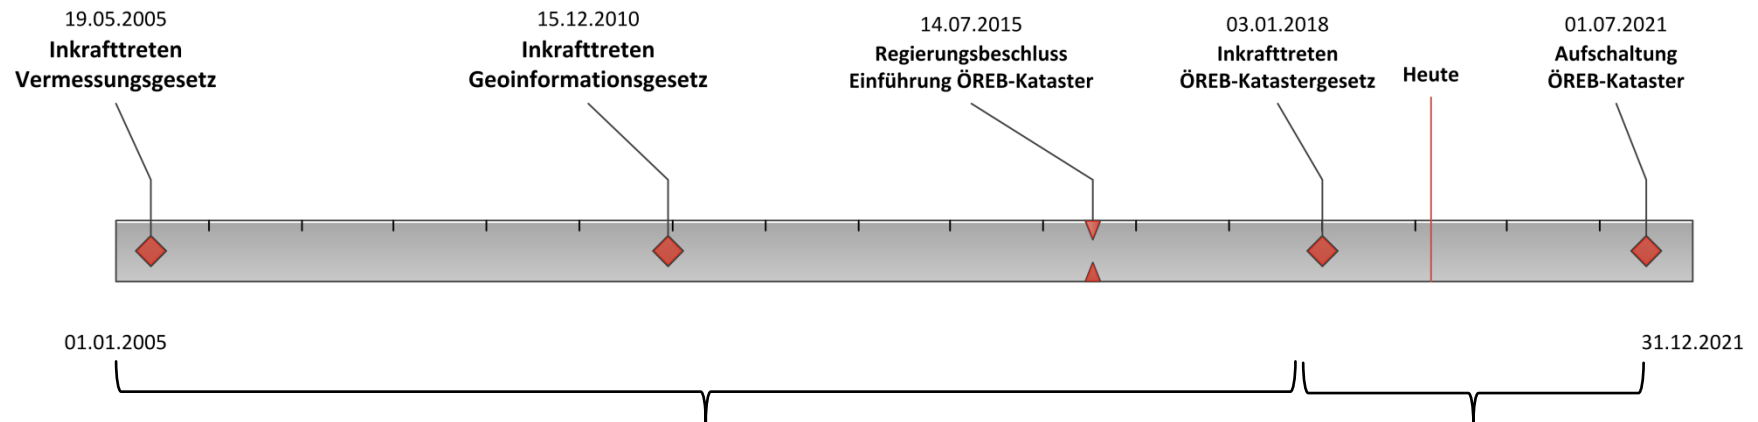 19.05.2005
Inkrafttreten
Vermessungsgesetz
15.12.2010
Inkrafttreten
Geoinformationsgesetz
14.07.2015
Regierungsbeschluss
Einführung ÖREB-Kataster
03.01.2018
Inkrafttreten
ÖREB-Katastergesetz
Heute
01.07.2021
Aufschaltung
ÖREB-Kataster
01.01.2005
31.12.2021